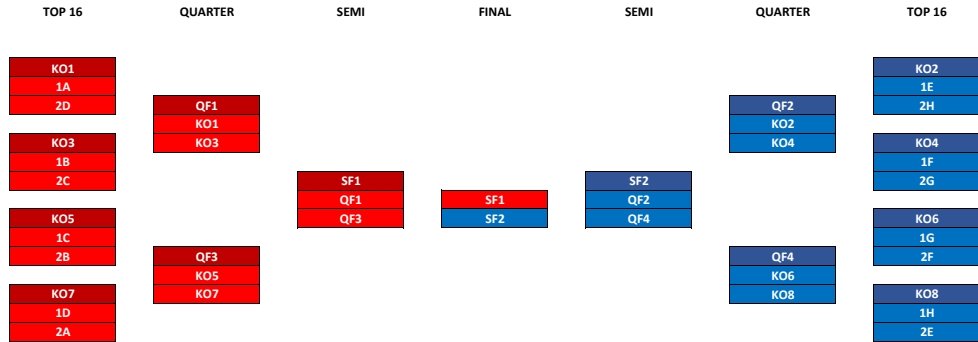 TOP 16 QUARTER SEMI FINAL SEMI QUARTER TOP 16
KO1
1A
2D
KO3
1B
2C
KO5
1C
2B
KO7
1D
2A
QF1
KO1
KO3
QF3
KO5
KO7
SF1
QF1
QF3
SF1
SF2
SF2
QF2
QF4
QF2
KO2
KO4
QF4
KO6
KO8
KO2
1E
2H
KO4
1F
2G
KO6
1G
2F
KO8
1H
2E